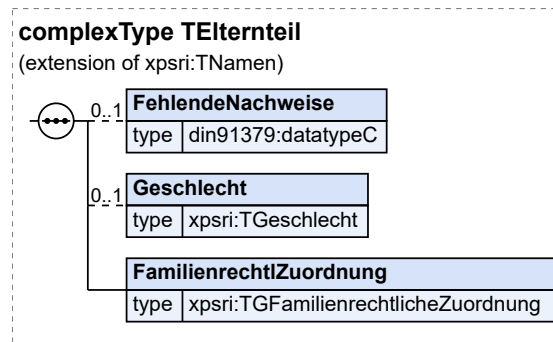 complexType TElternteil
(extension of xpsri:TNamen)
0..1
FehlendeNachweise
type din91379:datatypeC
0..1
Geschlecht
type xpsri:TGeschlecht
FamilienrechtlZuordnung
type xpsri:TGFamilienrechtlicheZuordnung